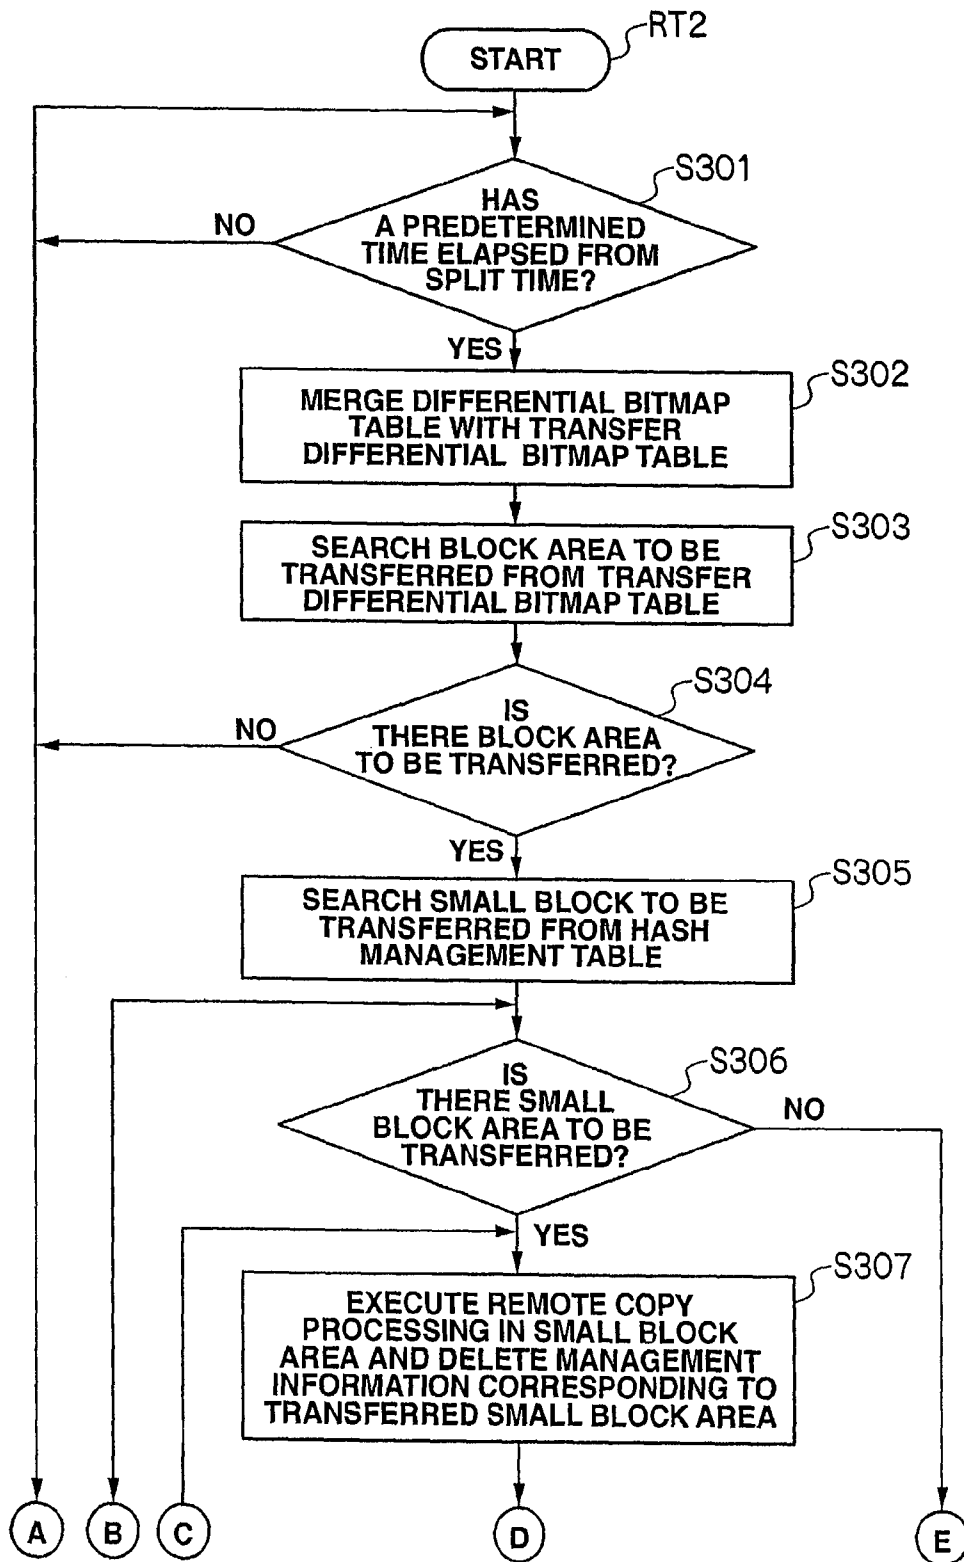 RT2
START
S301
HAS
A PREDETERMINED
TIME ELAPSED FROM
SPLIT TIME?
NO
YES
S302
MERGE DIFFERENTIAL BITMAP
TABLE WITH TRANSFER
DIFFERENTIAL BITMAP TABLE
S303
SEARCH BLOCK AREA TO BE
TRANSFERRED FROM TRANSFER
DIFFERENTIAL BITMAP TABLE
S304
IS
THERE BLOCK AREA
TO BE TRANSFERRED?
NO
YES
S305
SEARCH SMALL BLOCK TO BE
TRANSFERRED FROM HASH
MANAGEMENT TABLE
S306
IS
THERE SMALL
BLOCK AREA TO BE
TRANSFERRED?
NO
YES
S307
EXECUTE REMOTE COPY
PROCESSING IN SMALL BLOCK
AREA AND DELETE MANAGEMENT
INFORMATION CORRESPONDING TO
TRANSFERRED SMALL BLOCK AREA
A B C D E